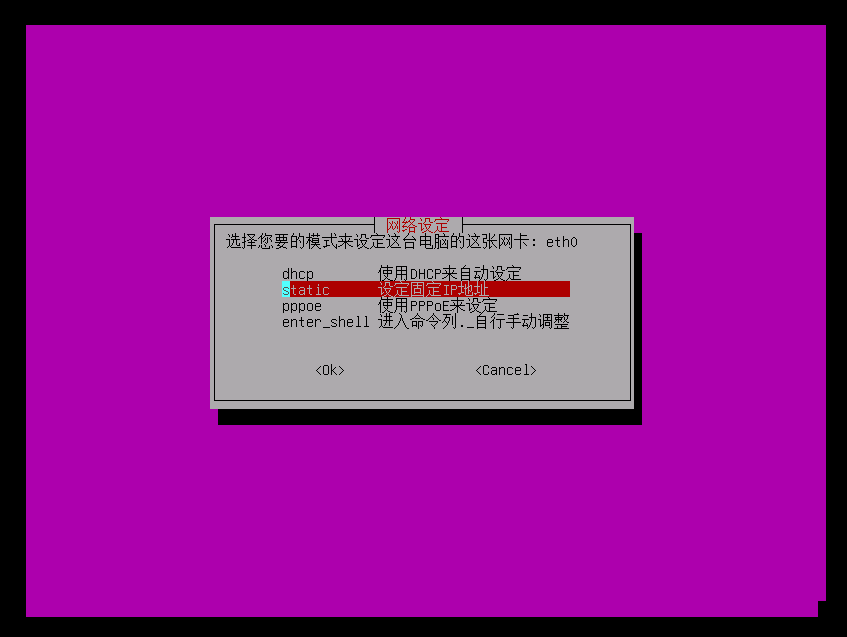 网络设定
选择您要的模式来设定这台电脑的这张网卡: eth0
dhcp 使用DHCP来自动设定
static 设定固定IP地址
pppoe 使用PPPoE来设定
enter_shell 进入命令列._自行手动调整
<Ok> <Cancel>